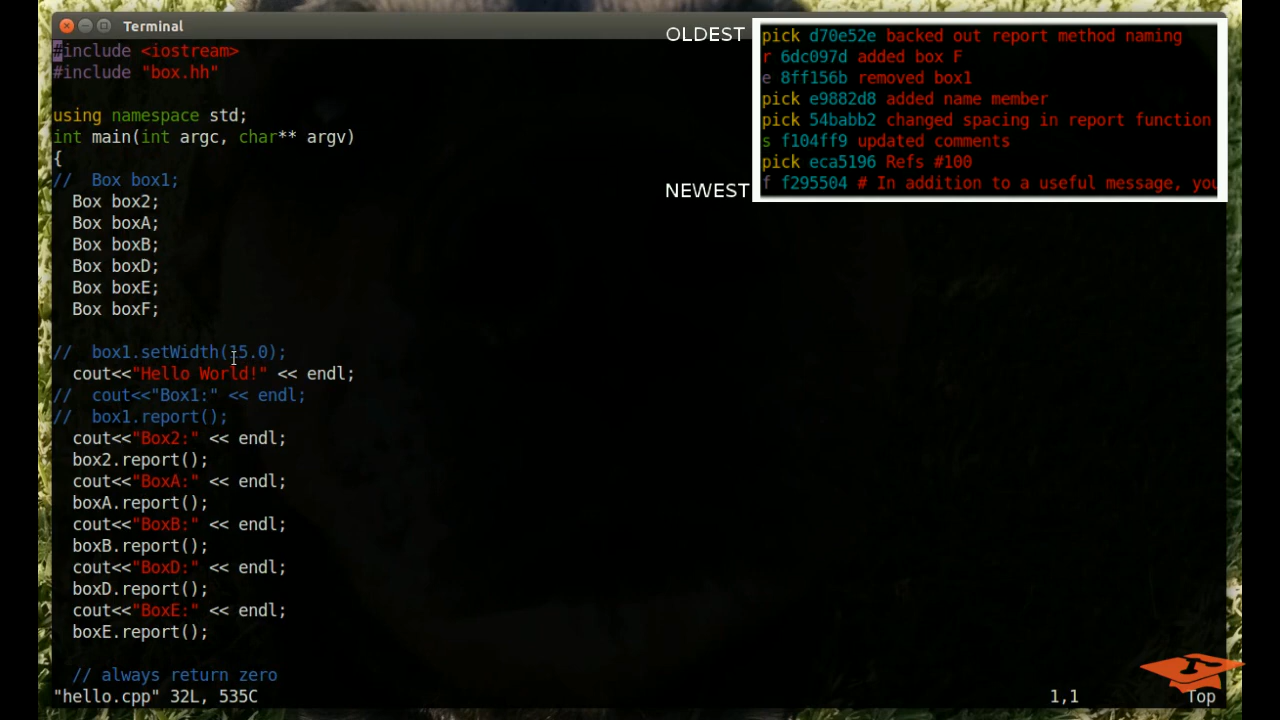 Terminal
#include <iostream>
#include "box.hh"
using namespace std;
int main(int argc, char** argv)
{
//  Box box1;
  Box box2;
  Box boxA;
  Box boxB;
  Box boxD;
  Box boxE;
  Box boxF;
//  box1.setWidth(15.0);
  cout<<"Hello World!" << endl;
//  cout<<"Box1:" << endl;
//  box1.report();
  cout<<"Box2:" << endl;
  box2.report();
  cout<<"BoxA:" << endl;
  boxA.report();
  cout<<"BoxB:" << endl;
  boxB.report();
  cout<<"BoxD:" << endl;
  boxD.report();
  cout<<"BoxE:" << endl;
  boxE.report();
  // always return zero
"hello.cpp" 32L, 535C
1,1
Top
OLDEST
pick d70e52e backed out report method naming
r 6dc097d added box F
e 8ff156b removed box1
pick e9882d8 added name member
pick 54babb2 changed spacing in report function
s f104ff9 updated comments
pick eca5196 Refs #100
f f295504 # In addition to a useful message, you
NEWEST